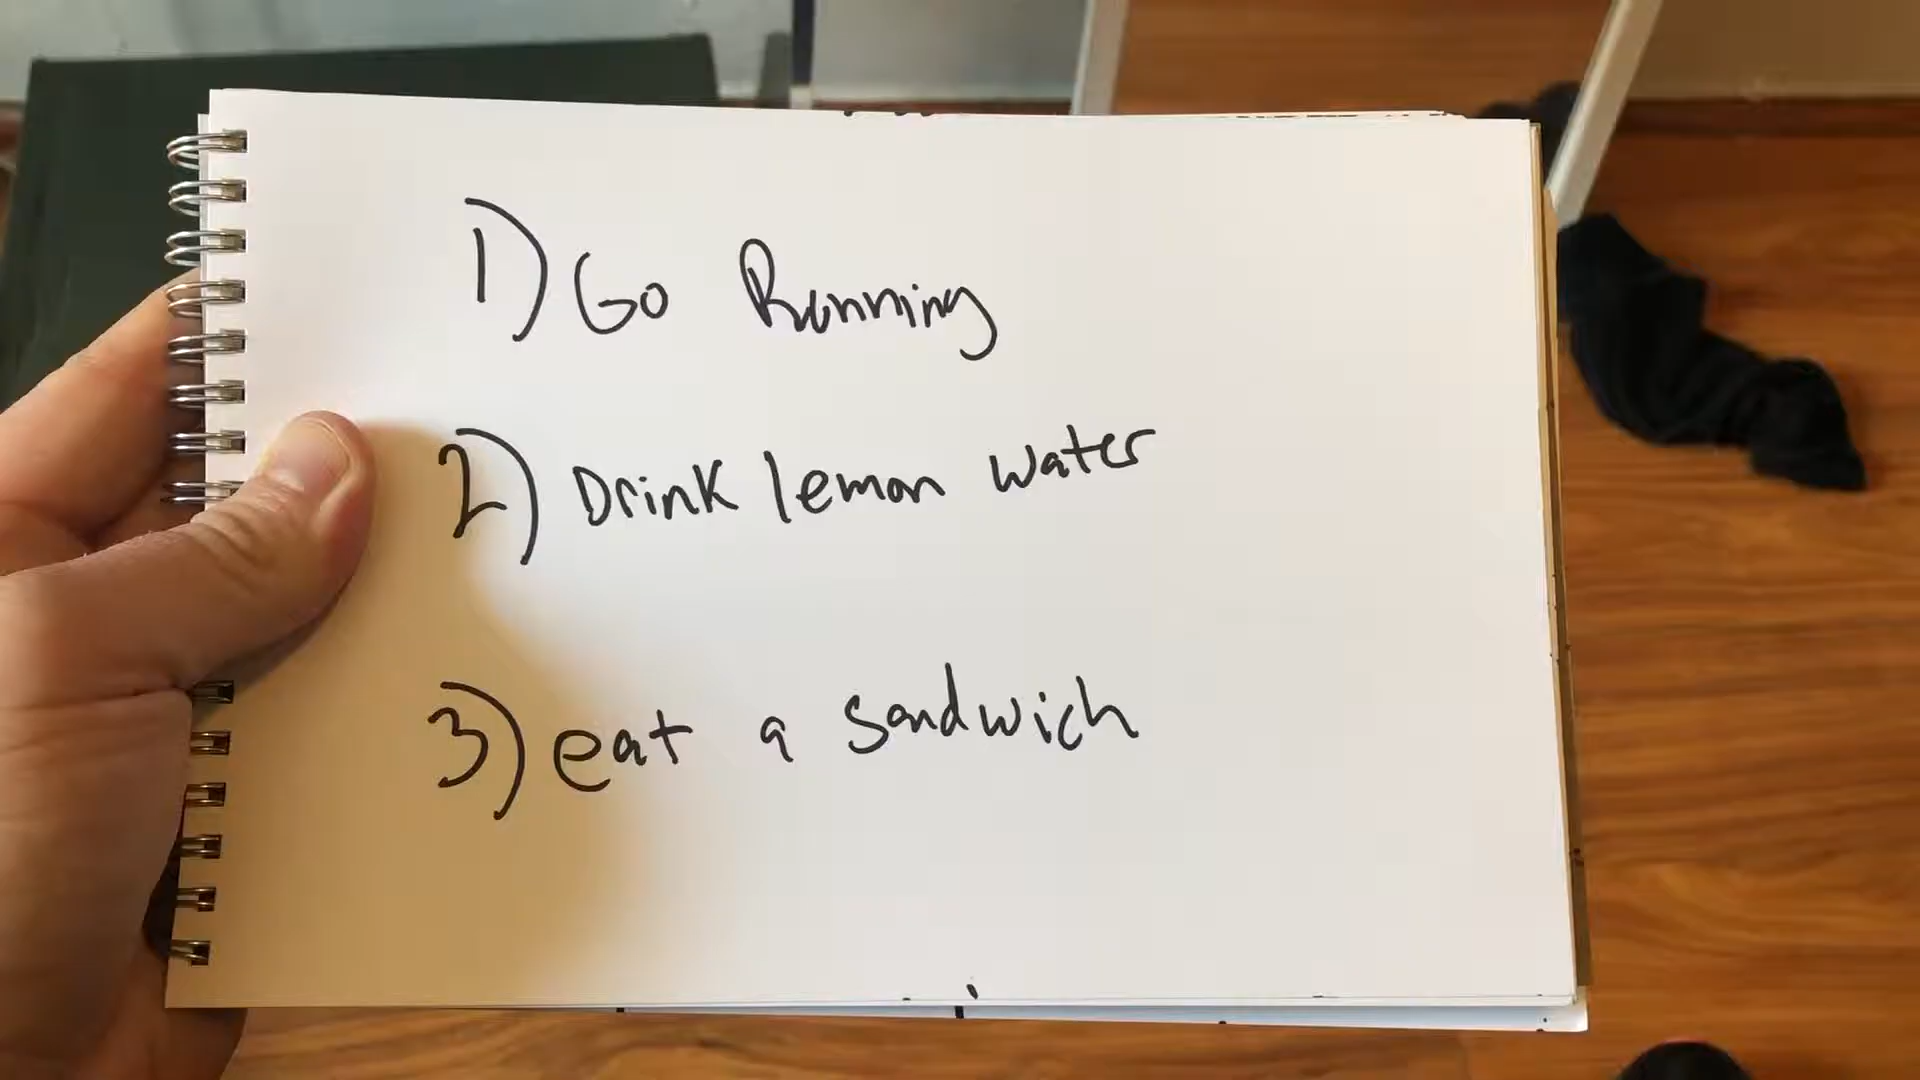 1) Go Running
2) Drink lemon water
3) eat a sandwich